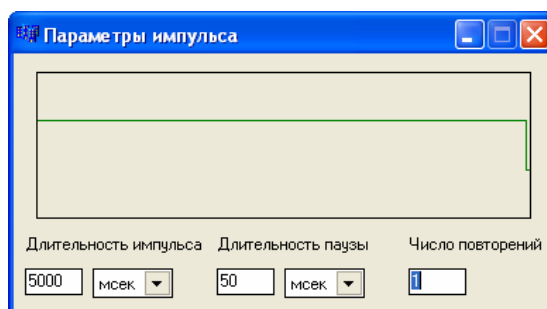 Параметры импульса
Длительность импульса Длительность паузы Число повторений
5000 мсек 50 мсек 1